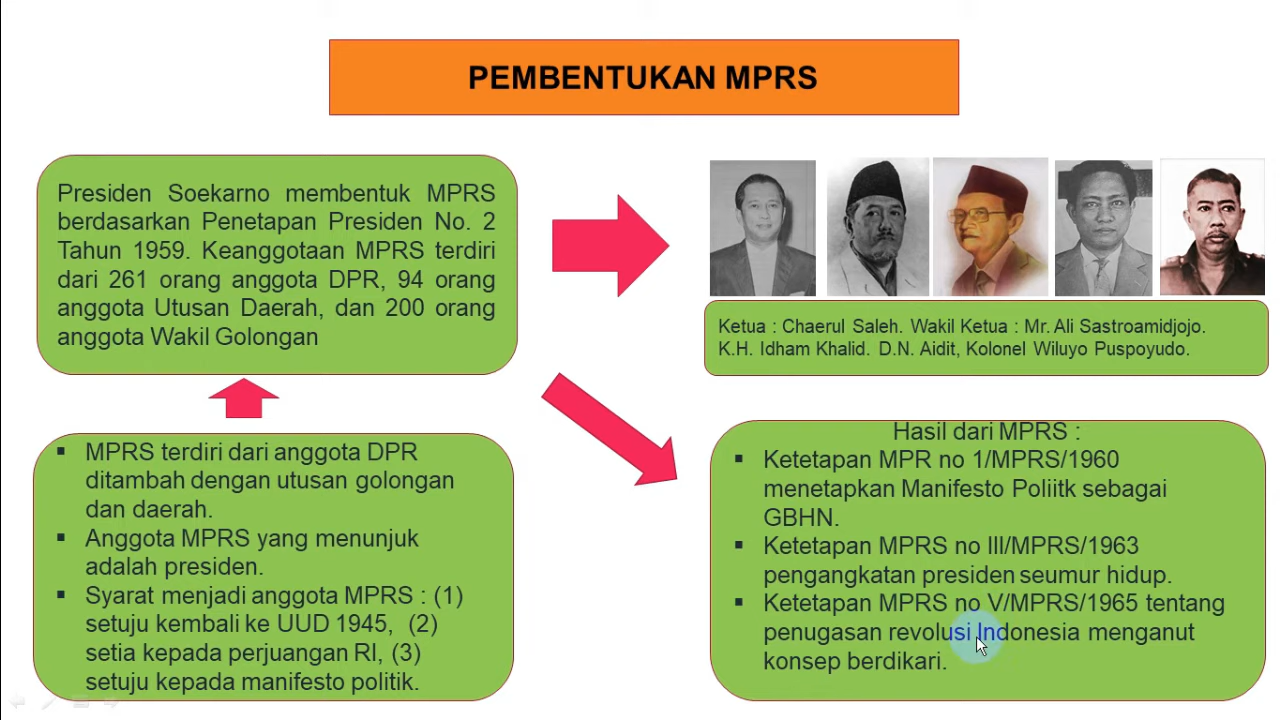 PEMBENTUKAN MPRS
Presiden Soekarno membentuk MPRS
berdasarkan Penetapan Presiden No. 2
Tahun 1959. Keanggotaan MPRS terdiri
dari 261 orang anggota DPR, 94 orang
anggota Utusan Daerah, dan 200 orang
anggota Wakil Golongan
Ketua : Chaerul Saleh. Wakil Ketua : Mr. Ali Sastroamidjojo.
K.H. Idham Khalid. D.N. Aidit, Kolonel Wiluyo Puspoyudo.
▪ MPRS terdiri dari anggota DPR
ditambah dengan utusan golongan
dan daerah.
▪ Anggota MPRS yang menunjuk
adalah presiden.
▪ Syarat menjadi anggota MPRS : (1)
setuju kembali ke UUD 1945, (2)
setia kepada perjuangan RI, (3)
setuju kepada manifesto politik.
Hasil dari MPRS :
▪ Ketetapan MPR no 1/MPRS/1960
menetapkan Manifesto Poliitk sebagai
GBHN.
▪ Ketetapan MPRS no III/MPRS/1963
pengangkatan presiden seumur hidup.
▪ Ketetapan MPRS no V/MPRS/1965 tentang
penugasan revolusi Indonesia menganut
konsep berdikari.